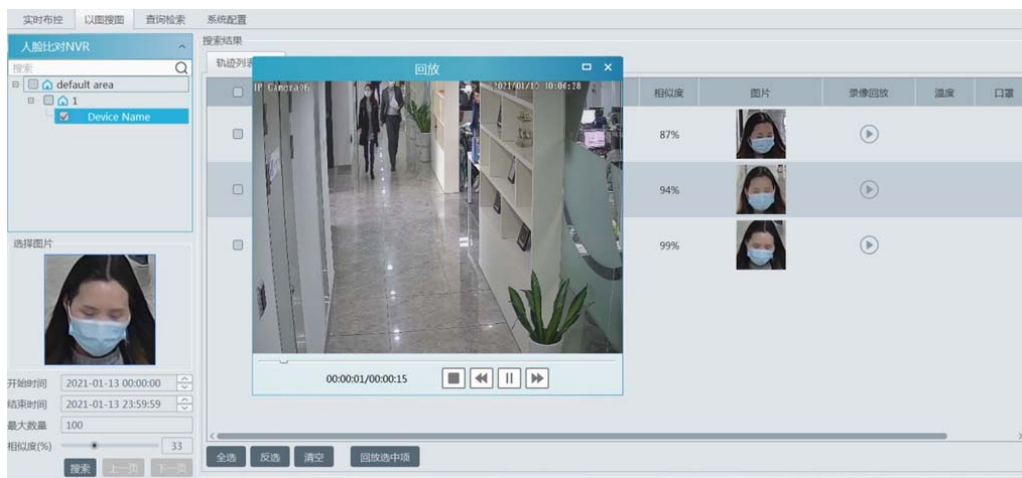 实时布控 以图搜图 查询检索 系统配置
人脸比对NVR
搜索
default area
1
Device Name
选择图片
开始时间 2021-01-13 00:00:00
结束时间 2021-01-13 23:59:59
最大数量 100
相似度(%) 33
搜索 上一页 下一页
搜索结果
轨迹列表
相似度 图片 录像回放 温度 口罩
87%
94%
99%
回放
IP Camera06
00:00:01/00:00:15
全选 反选 清空 回放选中项